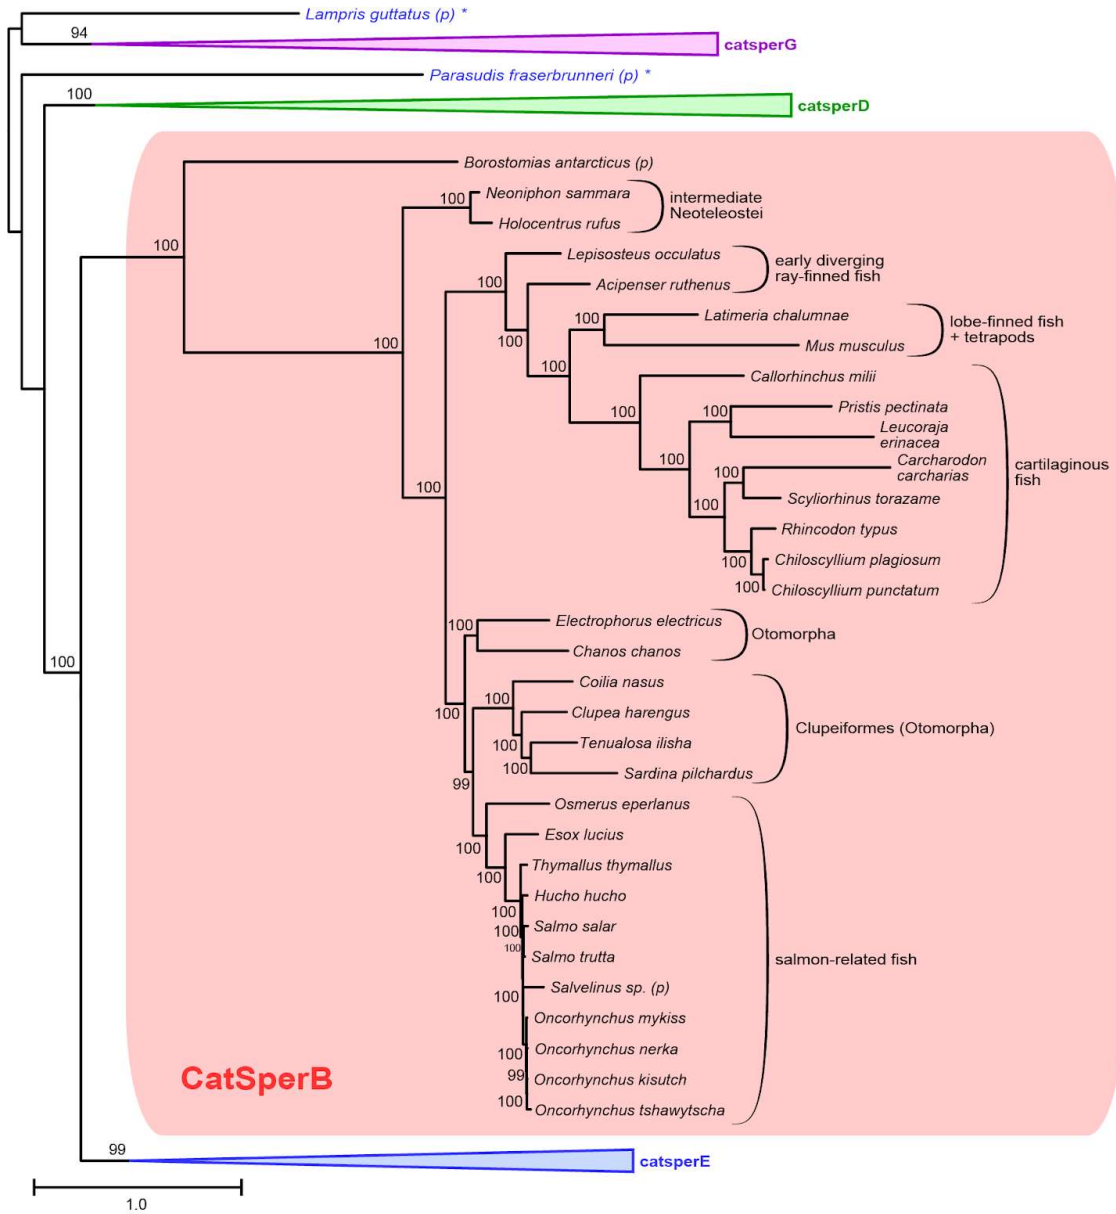 Lampris guttatus (p) *
94
catsperG
Parasudis fraserbrunneri (p) *
100
catsperD
Borostomias antarcticus (p)
100
Neoniphon sammara
100
Holocentrus rufus
intermediate
Neoteleostei
100
Lepisosteus occulatus
100
Acipenser ruthenus
100
early diverging
ray-finned fish
Latimeria chalumnae
100
Mus musculus
lobe-finned fish
+ tetrapods
100
Callorhinchus milii
100
Pristis pectinata
100
Leucoraja
erinacea
100
Carcharodon
carcharias
100
Scyliorhinus torazame
100
Rhincodon typus
100
Chiloscyllium plagiosum
100
Chiloscyllium punctatum
cartilaginous
fish
100
Electrophorus electricus
100
Chanos chanos
Otomorpha
100
Coilia nasus
100
Clupea harengus
100
Tenualosa ilisha
100
Sardina pilchardus
Clupeiformes (Otomorpha)
99
Osmerus eperlanus
100
Esox lucius
100
Thymallus thymallus
100
Hucho hucho
100
Salmo salar
100
Salmo trutta
Salvelinus sp. (p)
100
Oncorhynchus mykiss
100
Oncorhynchus nerka
99
Oncorhynchus kisutch
100
Oncorhynchus tshawytscha
salmon-related fish
100
CatSperB
99
catsperE
1.0